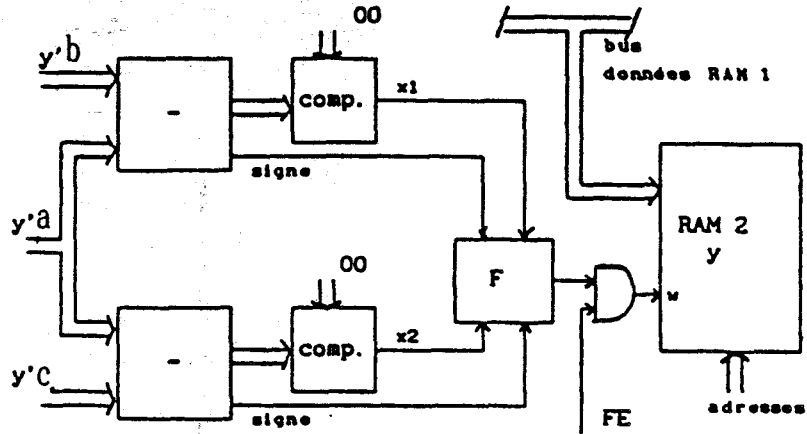 00
bus
données RAM 1
y'b
-
comp.
x1
signe
y'a
RAM 2
y
00
F
w
y'c
-
comp.
x2
signe
FE
adresses